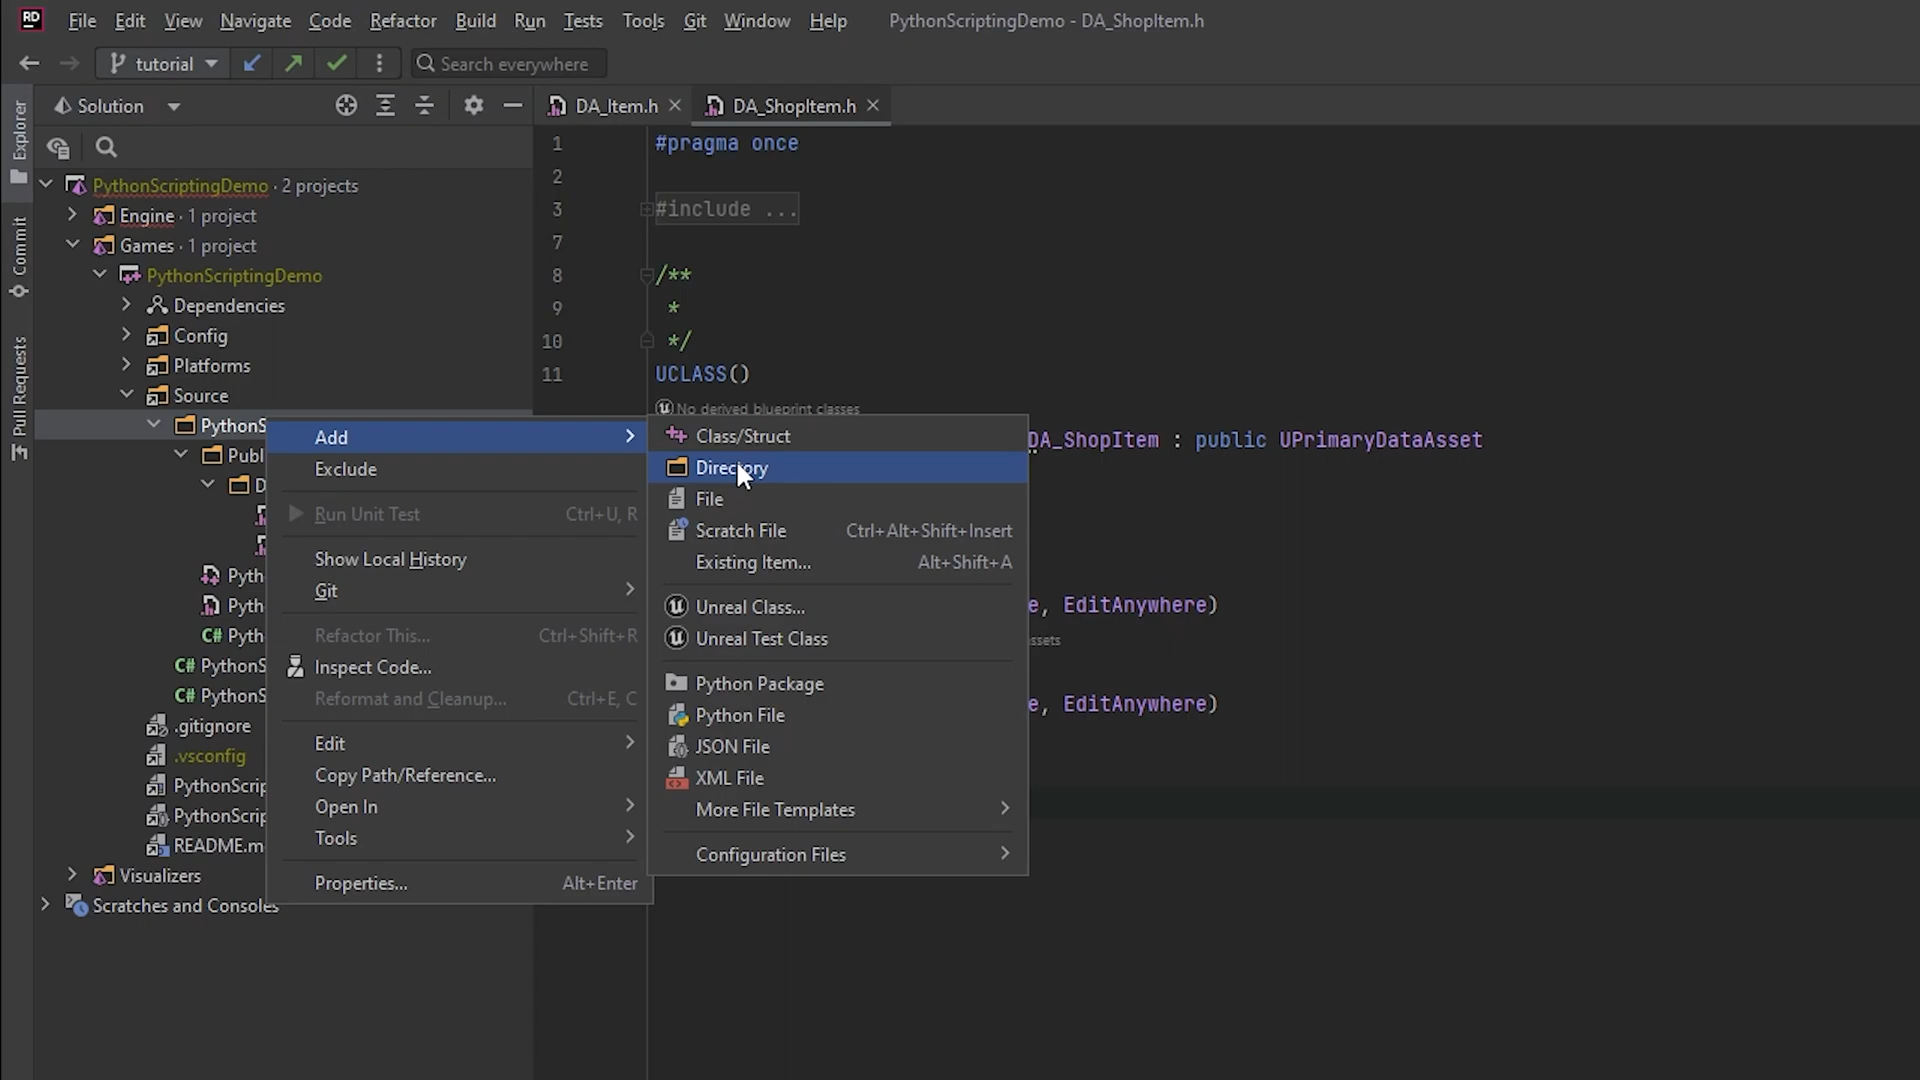 RD File Edit View Navigate Code Refactor Build Run Tests Tools Git Window Help PythonScriptingDemo - DA_ShopItem.h
tutorial Search everywhere
Explorer
Commit
Pull Requests
Solution
PythonScriptingDemo · 2 projects
Engine · 1 project
Games · 1 project
PythonScriptingDemo
Dependencies
Config
Platforms
Source
PythonS
Publ
D
Pyth
Pyth
C# Pyth
C# PythonS
C# PythonS
.gitignore
.vsconfig
PythonScrip
PythonScrip
README.m
Visualizers
Scratches and Consoles
Add
Exclude
Run Unit Test Ctrl+U, R
Show Local History
Git
Refactor This... Ctrl+Shift+R
Inspect Code...
Reformat and Cleanup... Ctrl+E, C
Edit
Copy Path/Reference...
Open In
Tools
Properties... Alt+Enter
Class/Struct
Directory
File
Scratch File Ctrl+Alt+Shift+Insert
Existing Item... Alt+Shift+A
Unreal Class...
Unreal Test Class
Python Package
Python File
JSON File
XML File
More File Templates
Configuration Files
DA_Item.h DA_ShopItem.h
1 #pragma once
2
3 #include ...
7
8 /**
9 *
10 */
11 UCLASS()
No derived blueprint classes
DA_ShopItem : public UPrimaryDataAsset
e, EditAnywhere)
assets
e, EditAnywhere)